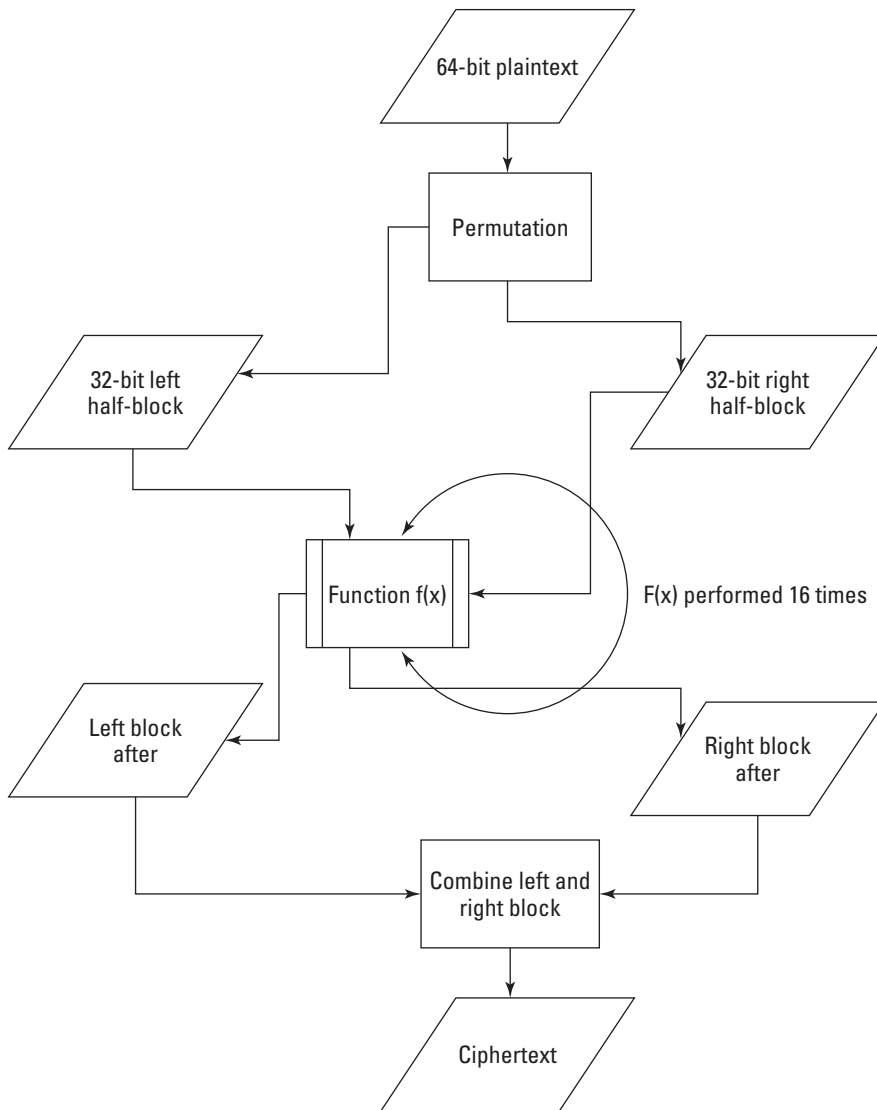 64-bit plaintext
Permutation
32-bit left
half-block
32-bit right
half-block
Function f(x)
F(x) performed 16 times
Left block
after
Right block
after
Combine left and
right block
Ciphertext